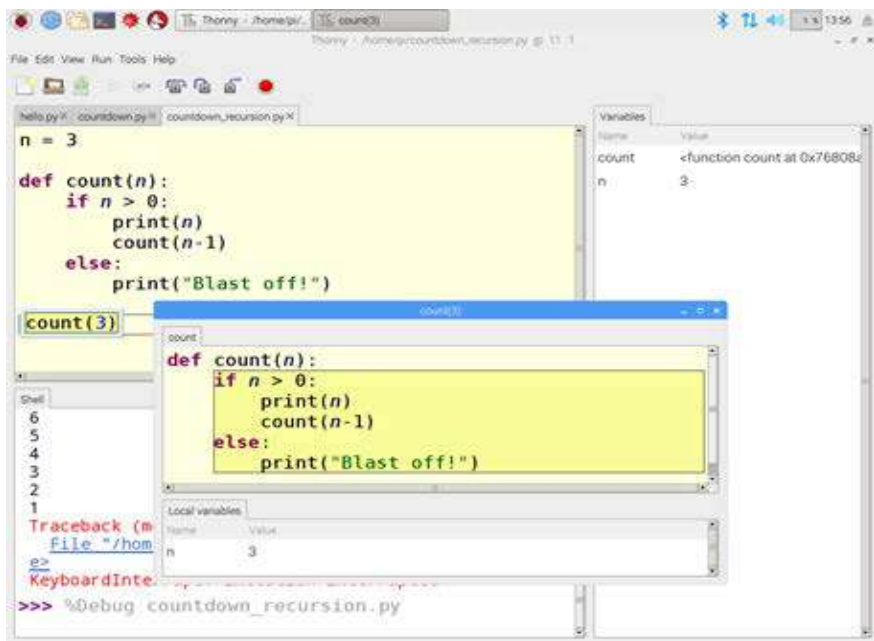 Thonny - /home/pi/.
count(3)
1 %
13:56
Thonny - /home/pi/countdown_recursion.py @ 11 : 1
File Edit View Run Tools Help
hello.py × countdown.py × countdown_recursion.py ×
n = 3
def count(n):
if n > 0:
print(n)
count(n-1)
else:
print("Blast off!")
count(3)
Variables
Name Value
count <function count at 0x76808a
n 3
count(3)
count
def count(n):
if n > 0:
print(n)
count(n-1)
else:
print("Blast off!")
Local variables
Name Value
n 3
Shell
6
5
4
3
2
1
Traceback (m
File "/hom
e>
KeyboardInte
>>> %Debug countdown_recursion.py